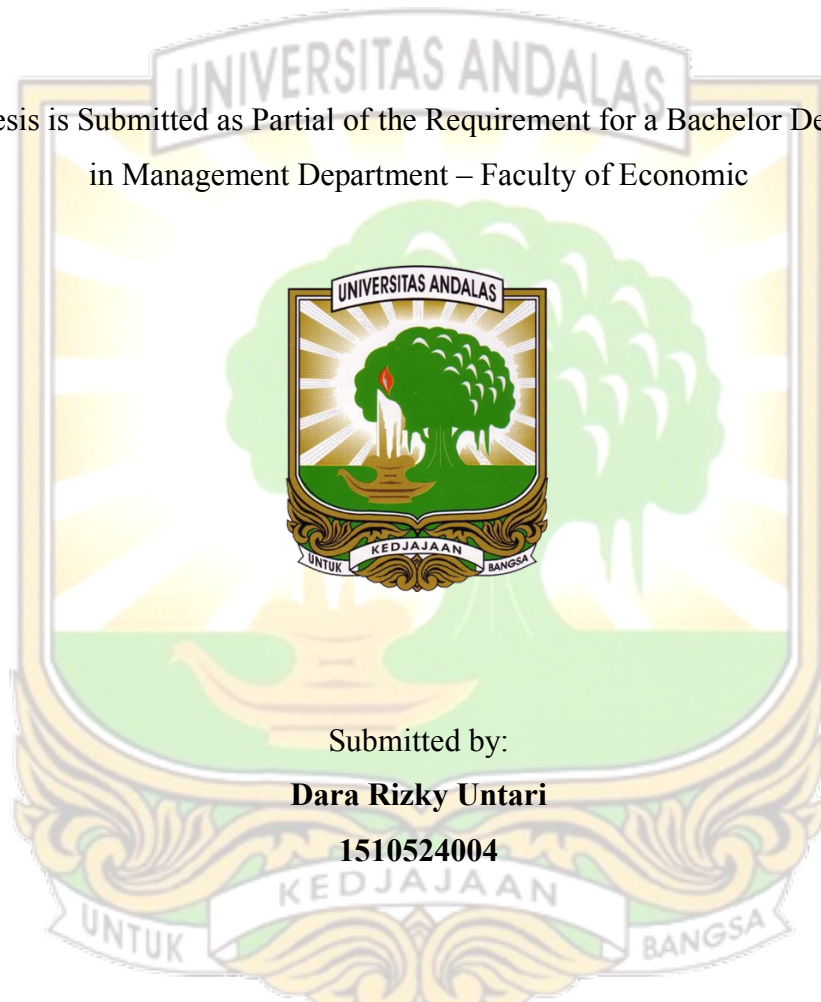 UNIVERSITAS ANDALAS
esis is Submitted as Partial of the Requirement for a Bachelor De
in Management Department – Faculty of Economic
UNIVERSITAS ANDALAS
UNTUK KEDJAJAAN BANGSA
Submitted by:
Dara Rizky Untari
1510524004
UNTUK KEDJAJAAN BANGSA